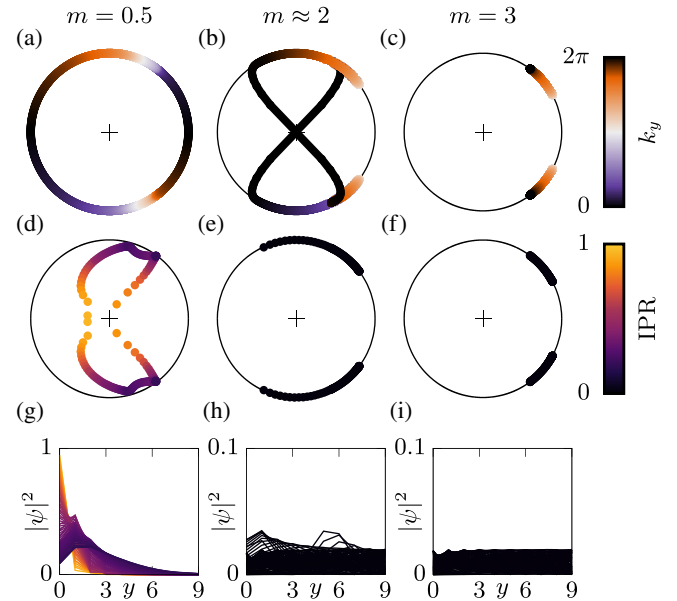 m = 0.5
m ≈ 2
m = 3
(a)
(b)
(c)
2π
k_y
0
(d)
(e)
(f)
1
IPR
0
(g)
(h)
(i)
1
|ψ|²
0
0 3 y 6 9
0.1
|ψ|²
0
0 3 y 6 9
0.1
|ψ|²
0
0 3 y 6 9